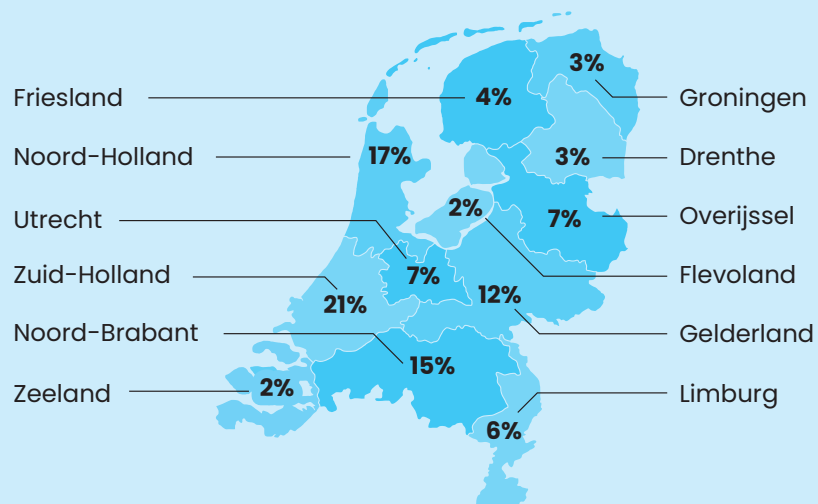 Friesland
4%
3%
Groningen
Noord-Holland
17%
3%
Drenthe
Utrecht
2%
7%
Overijssel
Zuid-Holland
7%
Flevoland
21%
12%
Noord-Brabant
Gelderland
15%
Zeeland
2%
Limburg
6%